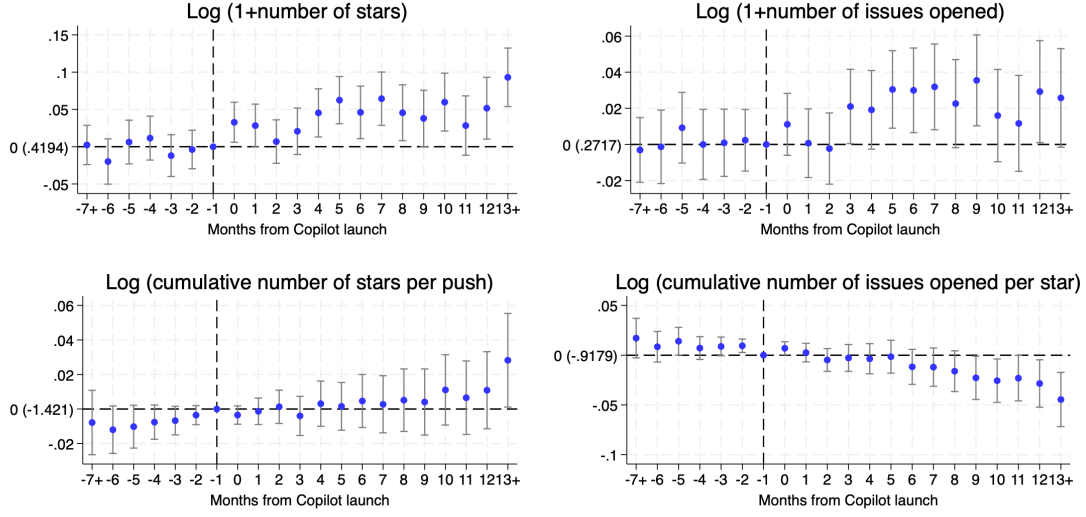 Log (1+number of stars)
.15
.1
.05
0 (.4194)
-.05
-7+ -6 -5 -4 -3 -2 -1 0 1 2 3 4 5 6 7 8 9 10 11 1213+
Months from Copilot launch
Log (1+number of issues opened)
.06
.04
.02
0 (.2717)
-.02
-7+ -6 -5 -4 -3 -2 -1 0 1 2 3 4 5 6 7 8 9 10 11 1213+
Months from Copilot launch
Log (cumulative number of stars per push)
.06
.04
.02
0 (-1.421)
-.02
-7+ -6 -5 -4 -3 -2 -1 0 1 2 3 4 5 6 7 8 9 10 11 1213+
Months from Copilot launch
Log (cumulative number of issues opened per star)
.05
0 (-.9179)
-.05
-.1
-7+ -6 -5 -4 -3 -2 -1 0 1 2 3 4 5 6 7 8 9 10 11 1213+
Months from Copilot launch